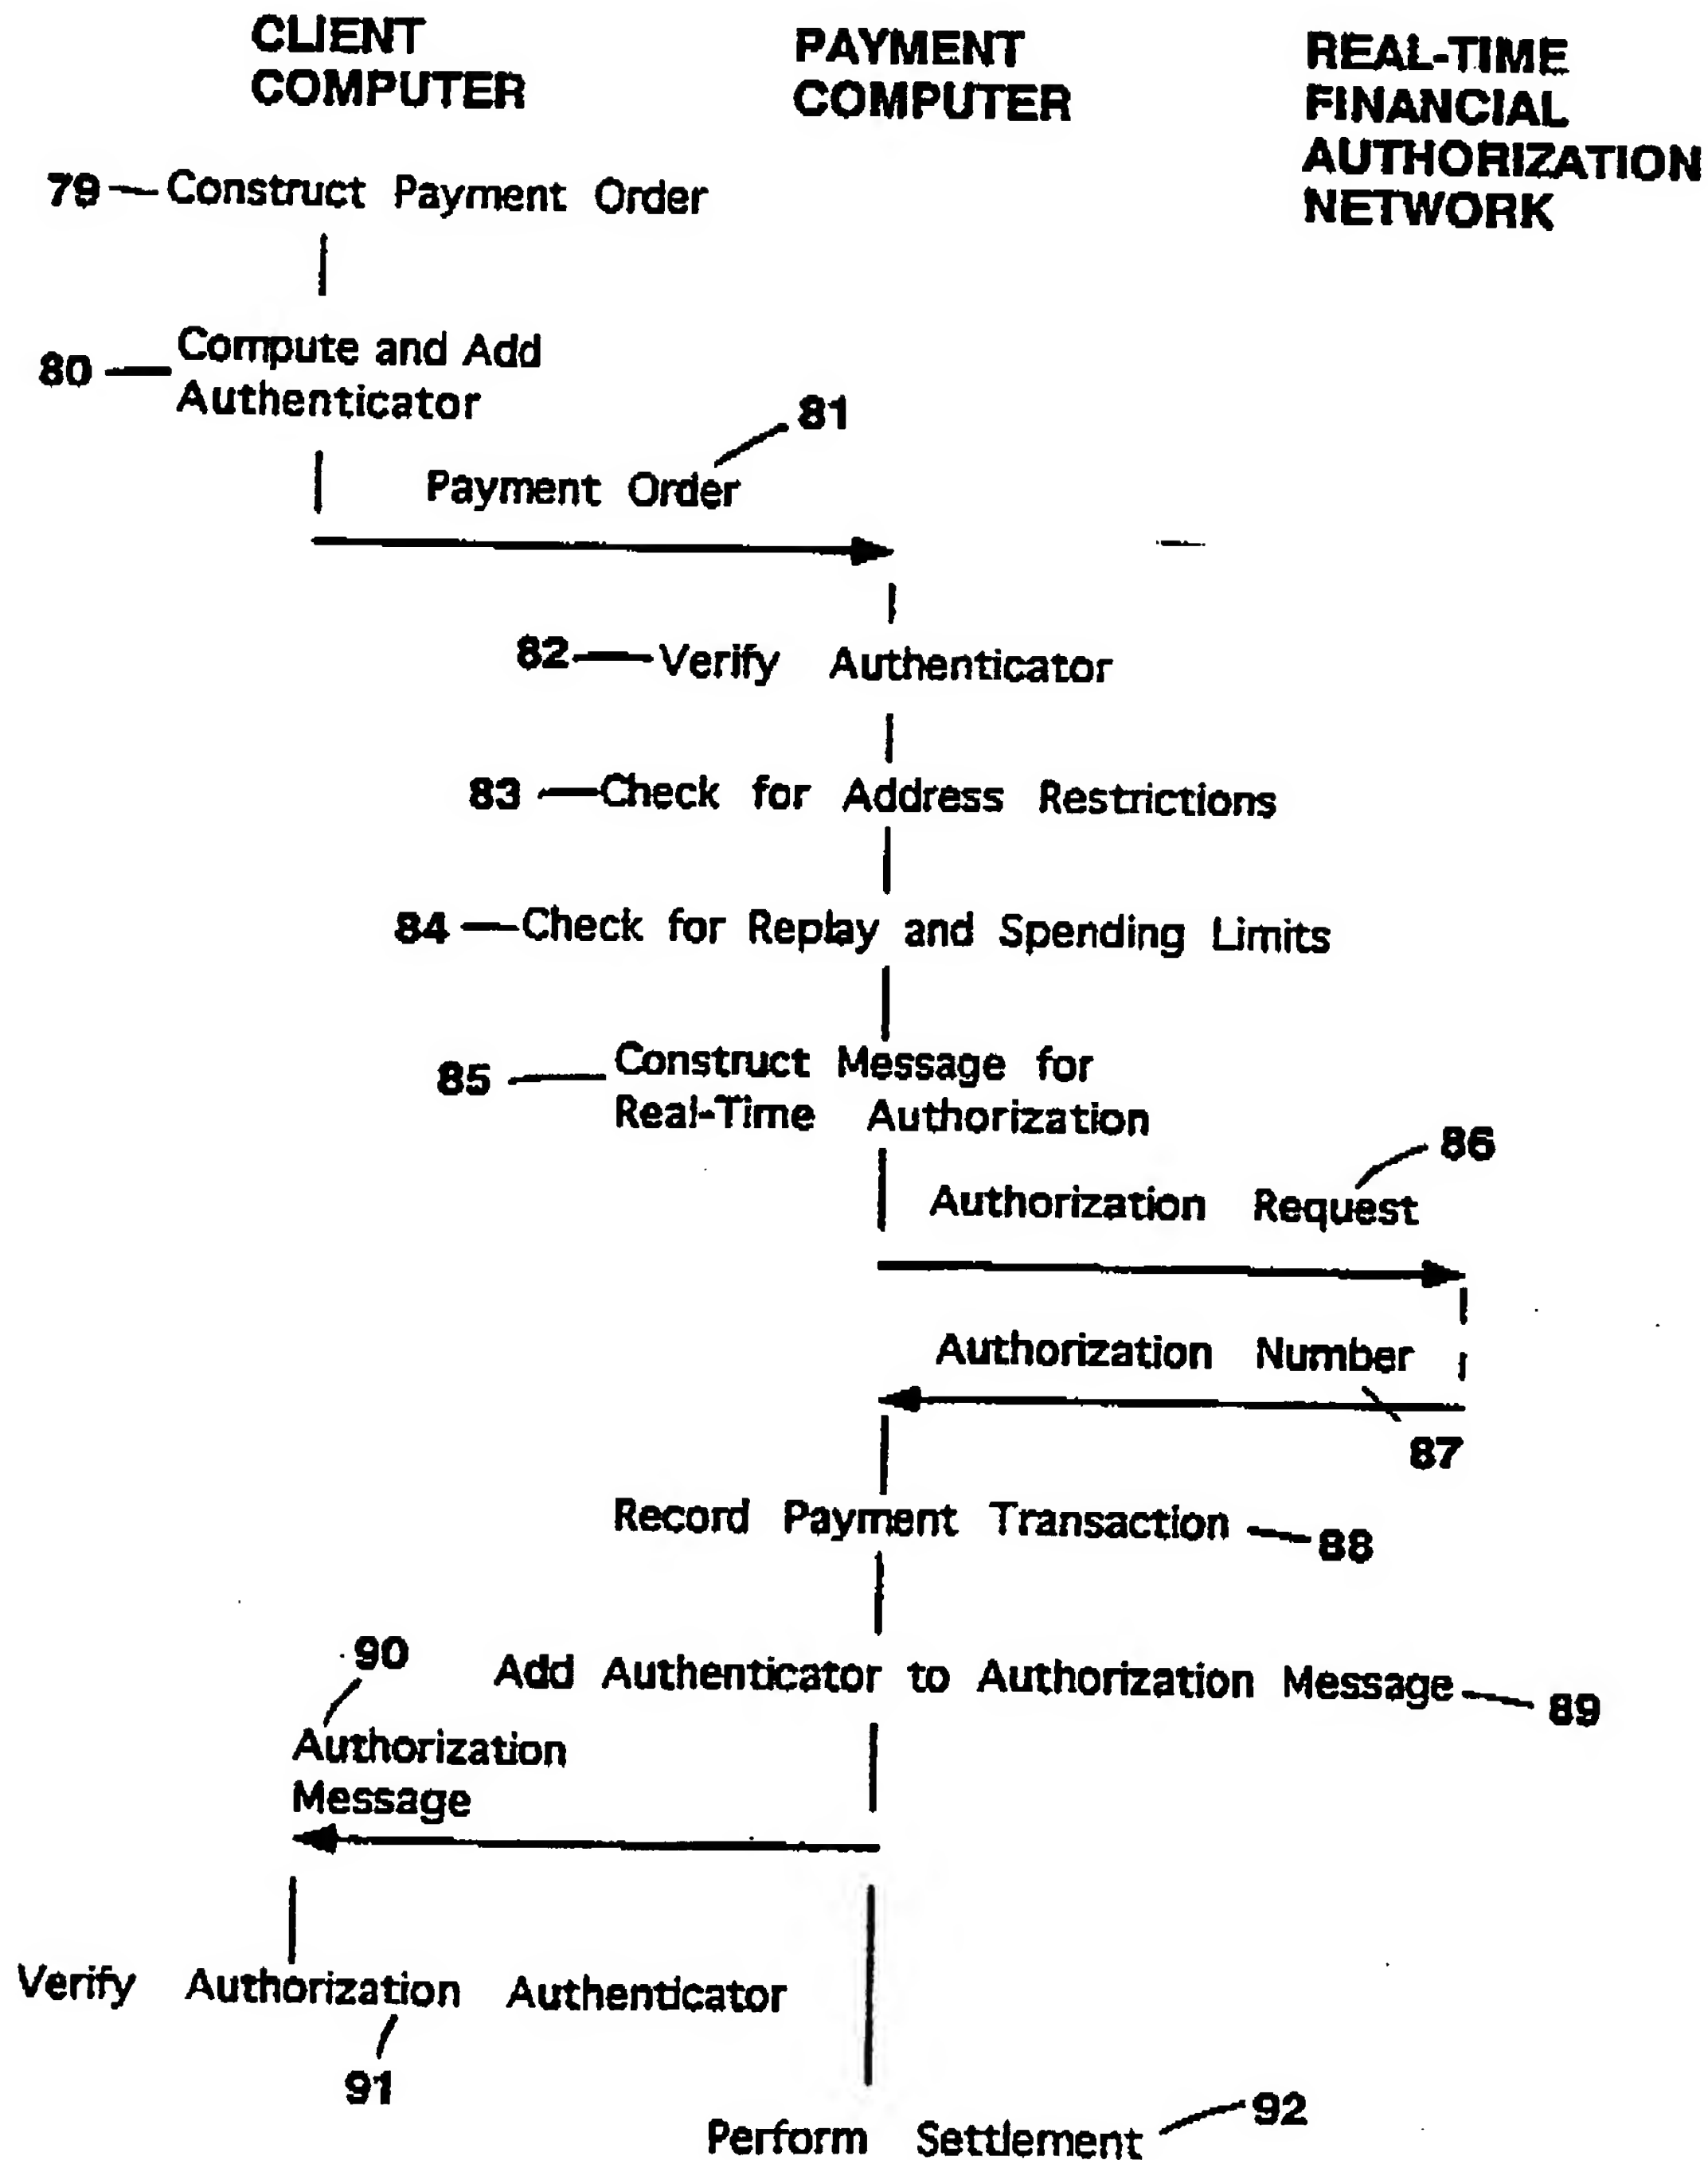 CLIENT
COMPUTER
PAYMENT
COMPUTER
REAL-TIME
FINANCIAL
AUTHORIZATION
NETWORK
79 Construct Payment Order
80 Compute and Add
Authenticator
81
Payment Order
82 Verify Authenticator
83 Check for Address Restrictions
84 Check for Replay and Spending Limits
85 Construct Message for
Real-Time Authorization
86
Authorization Request
Authorization Number
87
Record Payment Transaction 88
90
Add Authenticator to Authorization Message 89
Authorization
Message
Verify Authorization Authenticator
91
Perform Settlement 92